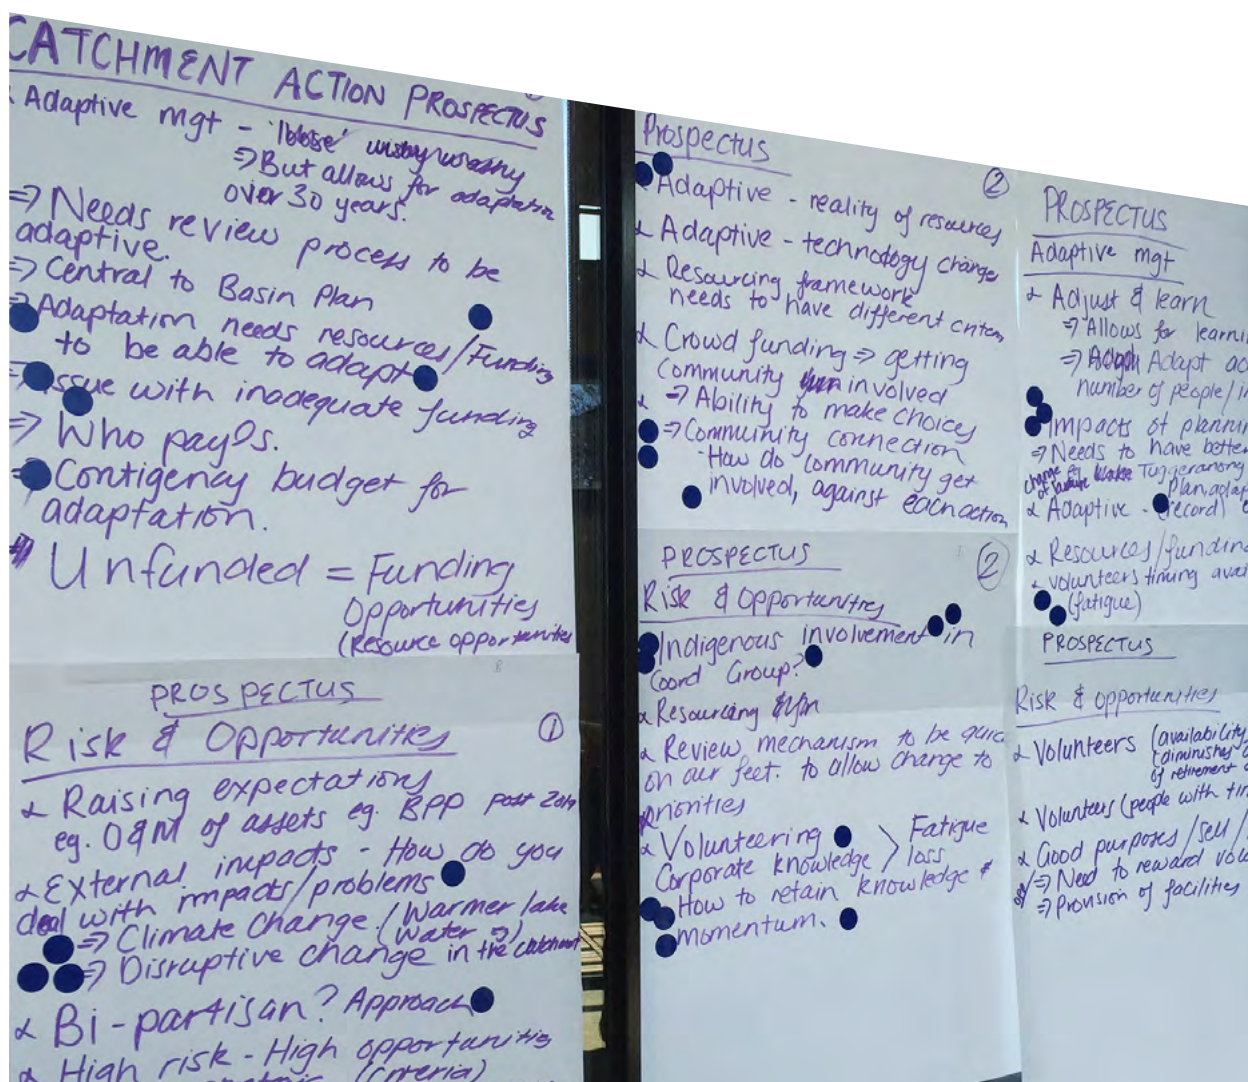 CATCHMENT ACTION PROSPECTUS
Adaptive mgt - 'loose'
⇒ But allows for adaptation
over 30 years.
⇒ Needs review process to be
adaptive.
⇒ Central to Basin Plan
⇒ Adaptation needs resources/Funding
to be able to adapt
⇒ Issue with inadequate funding
⇒ Who pays.
⇒ Contigency budget for
adaptation.
Unfunded = Funding
Opportunities
(Resource opportunities
PROSPECTUS
Risk & Opportunities ①
Raising expectations
eg. O&M of assets eg. BPP post 2019
External impacts - How do you
deal with impacts/problems
⇒ Climate Change (Warmer lake
water ⇒)
⇒ Disruptive change in the catchment
Bi-partisan? Approach
High risk - High opportunities
(Criteria)
Prospectus
②
Adaptive - reality of resources
Adaptive - technology change
Resourcing framework
needs to have different criteria
Crowd funding ⇒ getting
community involved
⇒ Ability to make choices
⇒ Community connection
- How do community get
involved, against each action
PROSPECTUS ②
Risk & Opportunities
Indigenous involvement in
Coord Group?
Resourcing
Review mechanism to be quick
on our feet. to allow change to
priorities
Volunteering > Fatigue
Corporate knowledge loss
How to retain knowledge &
momentum.
PROSPECTUS
Adaptive mgt
Adjust & learn
⇒ Allows for
⇒ Adapt
number of people/
Impacts of
⇒ Needs to have better
change eg. Tuggeranong
of
Plan, 
Adaptive - (record)
Resources/
volunteers timing
(fatigue)
PROSPECTUS
Risk & opportunities
Volunteers (availability
(diminishes
of retirement
Volunteers (people with
Good purposes/sell/
⇒ Need to reward
⇒ Provision of facilities